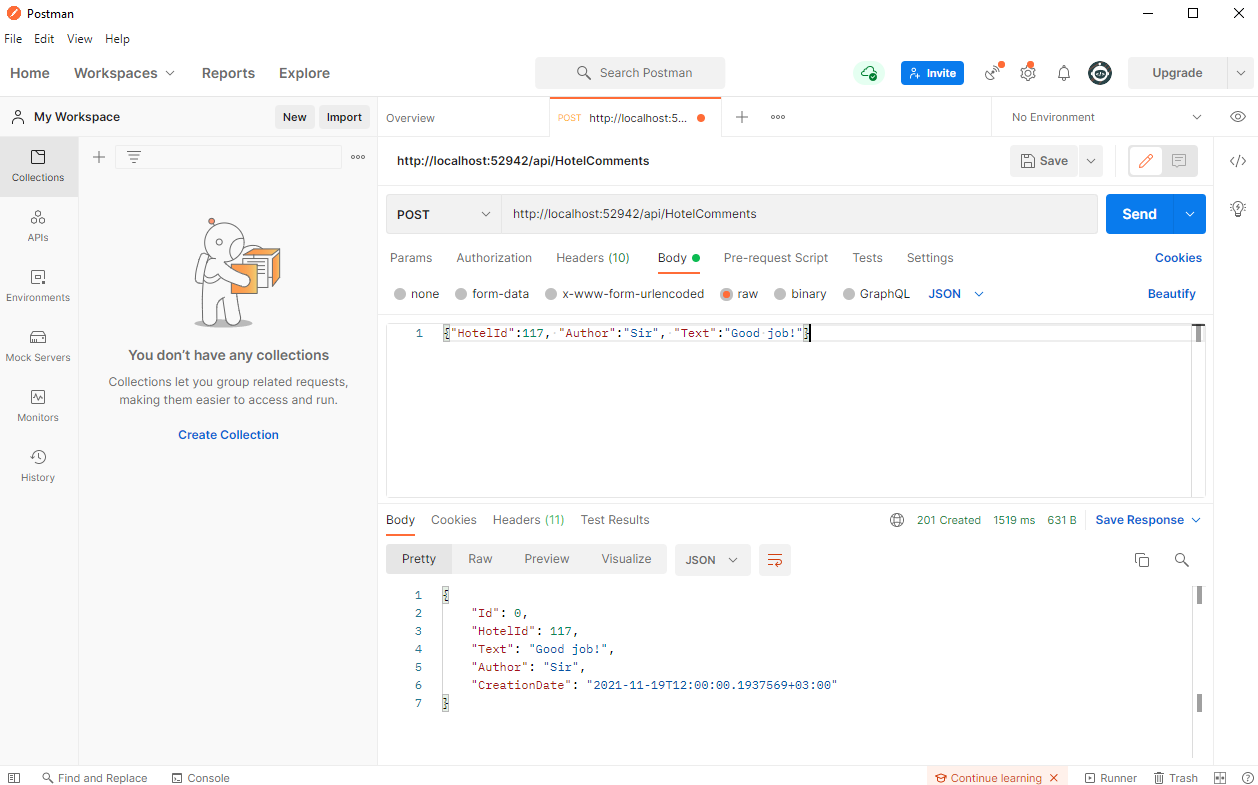 Postman
File Edit View Help
Home Workspaces Reports Explore Search Postman Invite Upgrade
My Workspace New Import
Overview POST http://localhost:5... No Environment
Collections
APIs
Environments
Mock Servers
Monitors
History
You don't have any collections
Collections let you group related requests,
making them easier to access and run.
Create Collection
http://localhost:52942/api/HotelComments Save
POST http://localhost:52942/api/HotelComments Send
Params Authorization Headers (10) Body Pre-request Script Tests Settings Cookies
none form-data x-www-form-urlencoded raw binary GraphQL JSON Beautify
1 {"HotelId":117, "Author":"Sir", "Text":"Good job!"}
Body Cookies Headers (11) Test Results 201 Created 1519 ms 631 B Save Response
Pretty Raw Preview Visualize JSON
1 {
2 "Id": 0,
3 "HotelId": 117,
4 "Text": "Good job!",
5 "Author": "Sir",
6 "CreationDate": "2021-11-19T12:00:00.1937569+03:00"
7 }
Find and Replace Console Continue learning Runner Trash